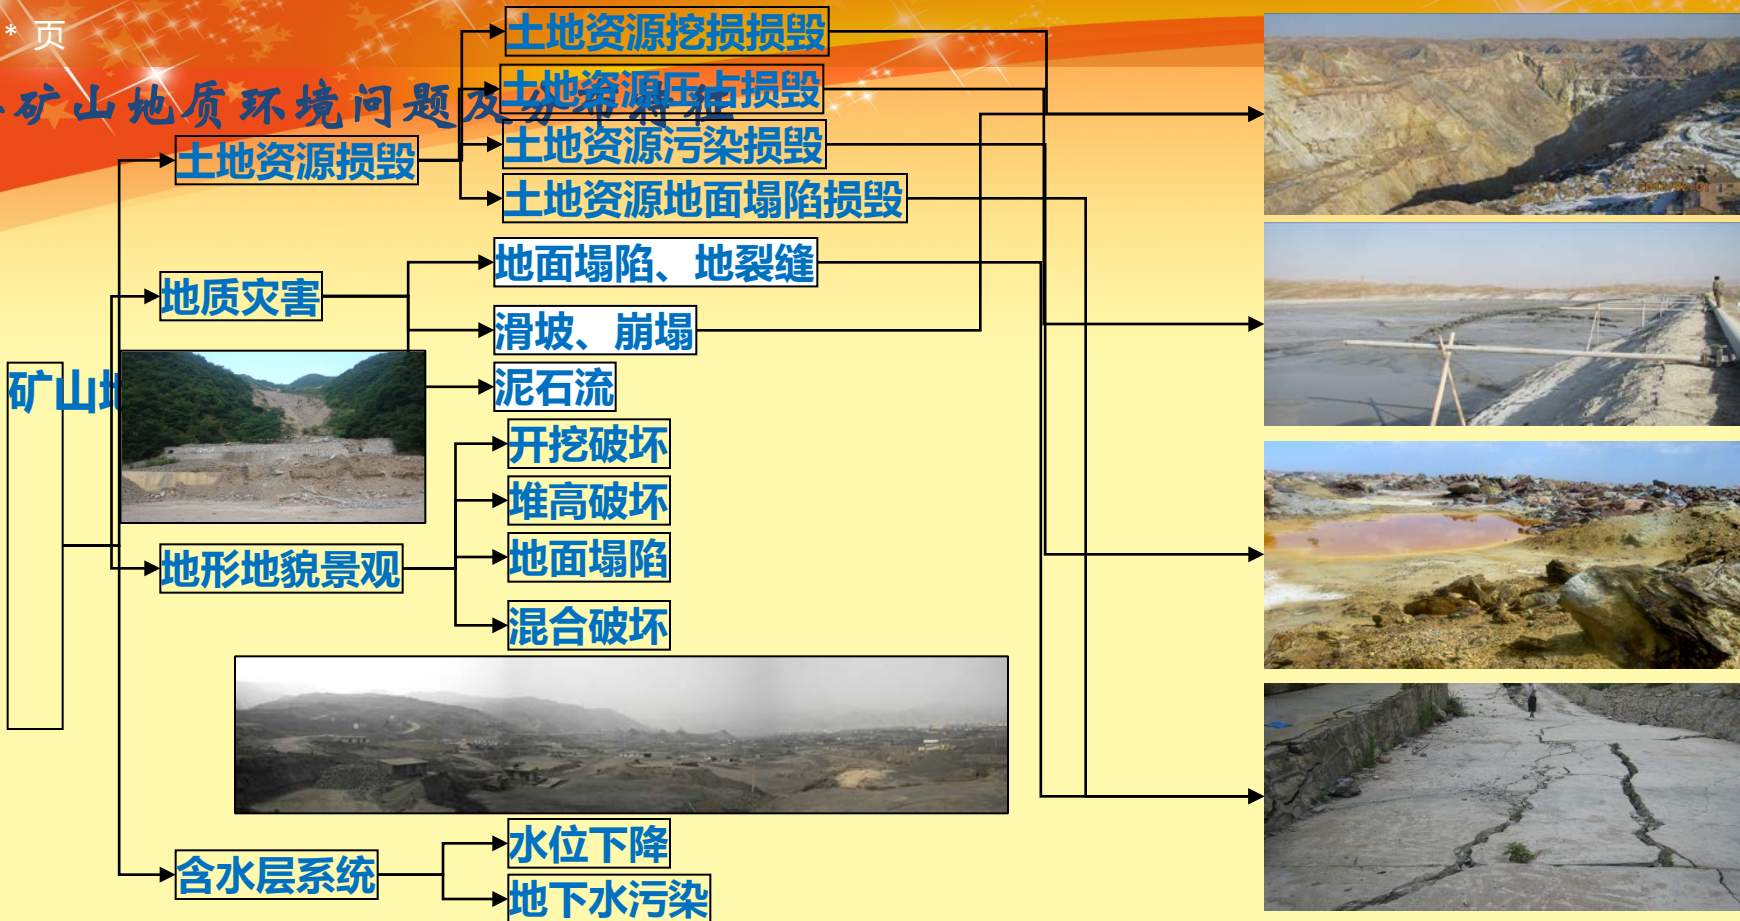 * 页
矿山地质环境问题及分布特征
土地资源挖损损毁
土地资源压占损毁
土地资源污染损毁
土地资源地面塌陷损毁
土地资源损毁
地面塌陷、地裂缝
地质灾害
滑坡、崩塌
泥石流
矿山地
开挖破坏
堆高破坏
地面塌陷
地形地貌景观
混合破坏
水位下降
含水层系统
地下水污染